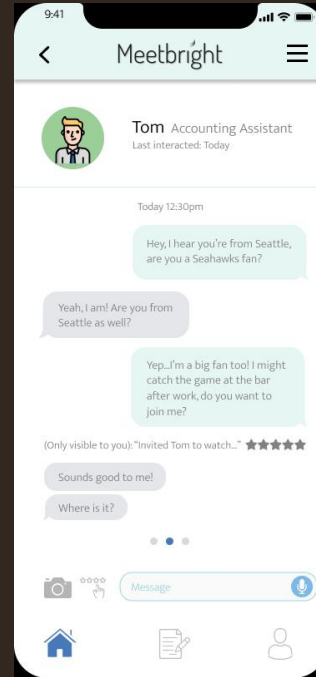 9:41
Meetbright
Tom Accounting Assistant
Last interacted: Today
Today 12:30pm
Hey, I hear you're from Seattle,
are you a Seahawks fan?
Yeah, I am! Are you from
Seattle as well?
Yep...I'm a big fan too! I might
catch the game at the bar
after work, do you want to
join me?
(Only visible to you): "Invited Tom to watch..."
Sounds good to me!
Where is it?
Message